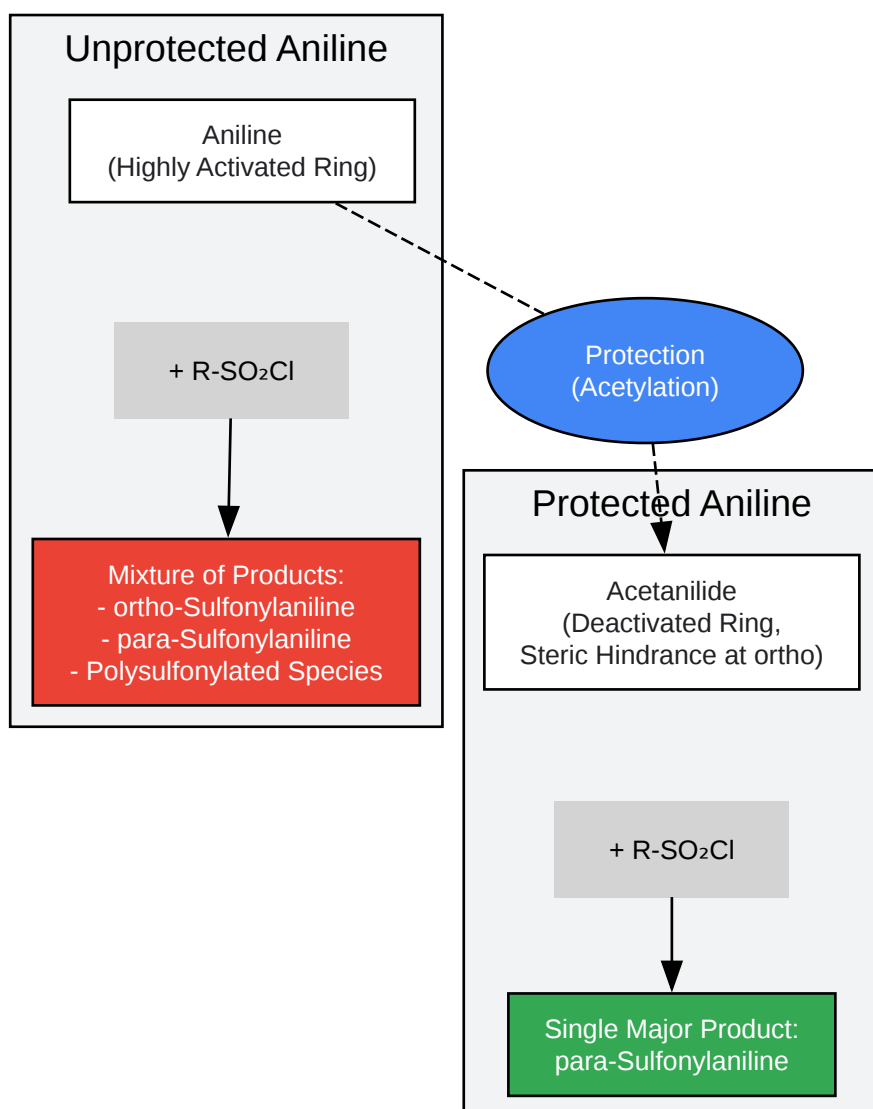 Unprotected Aniline
Aniline
(Highly Activated Ring)
+ R-SO₂Cl
Mixture of Products:
- ortho-Sulfonylaniline
- para-Sulfonylaniline
- Polysulfonylated Species
Protection
(Acetylation)
Protected Aniline
Acetanilide
(Deactivated Ring,
Steric Hindrance at ortho)
+ R-SO₂Cl
Single Major Product:
para-Sulfonylaniline